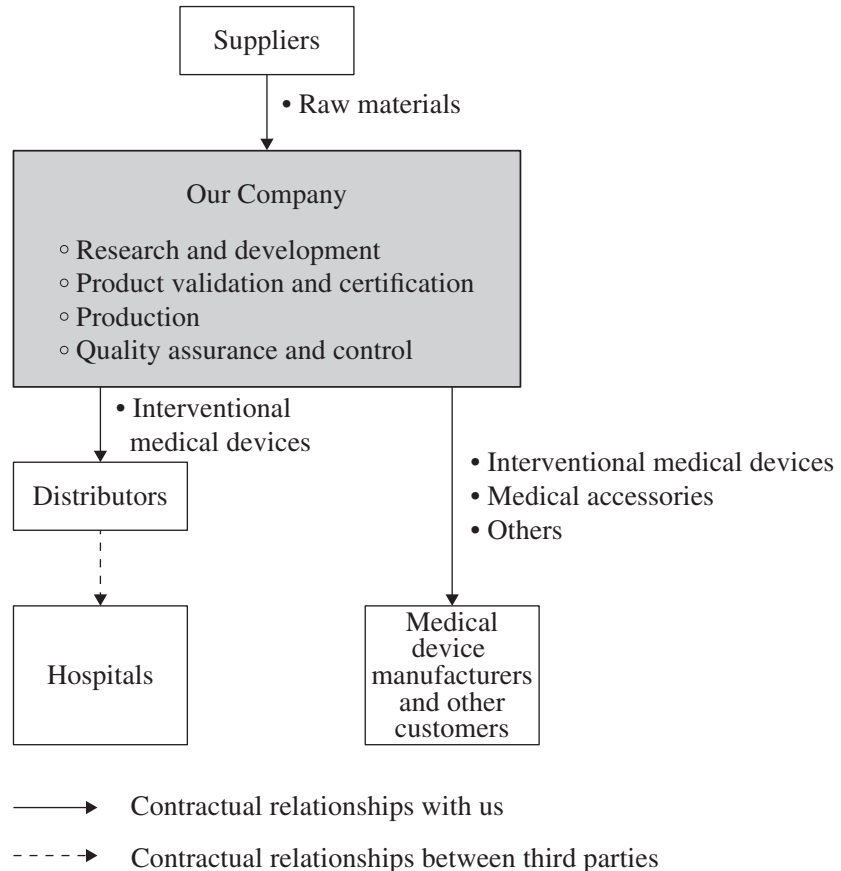 Suppliers
• Raw materials
Our Company
○ Research and development
○ Product validation and certification
○ Production
○ Quality assurance and control
• Interventional
medical devices
• Interventional medical devices
• Medical accessories
• Others
Distributors
Hospitals
Medical
device
manufacturers
and other
customers
Contractual relationships with us
Contractual relationships between third parties